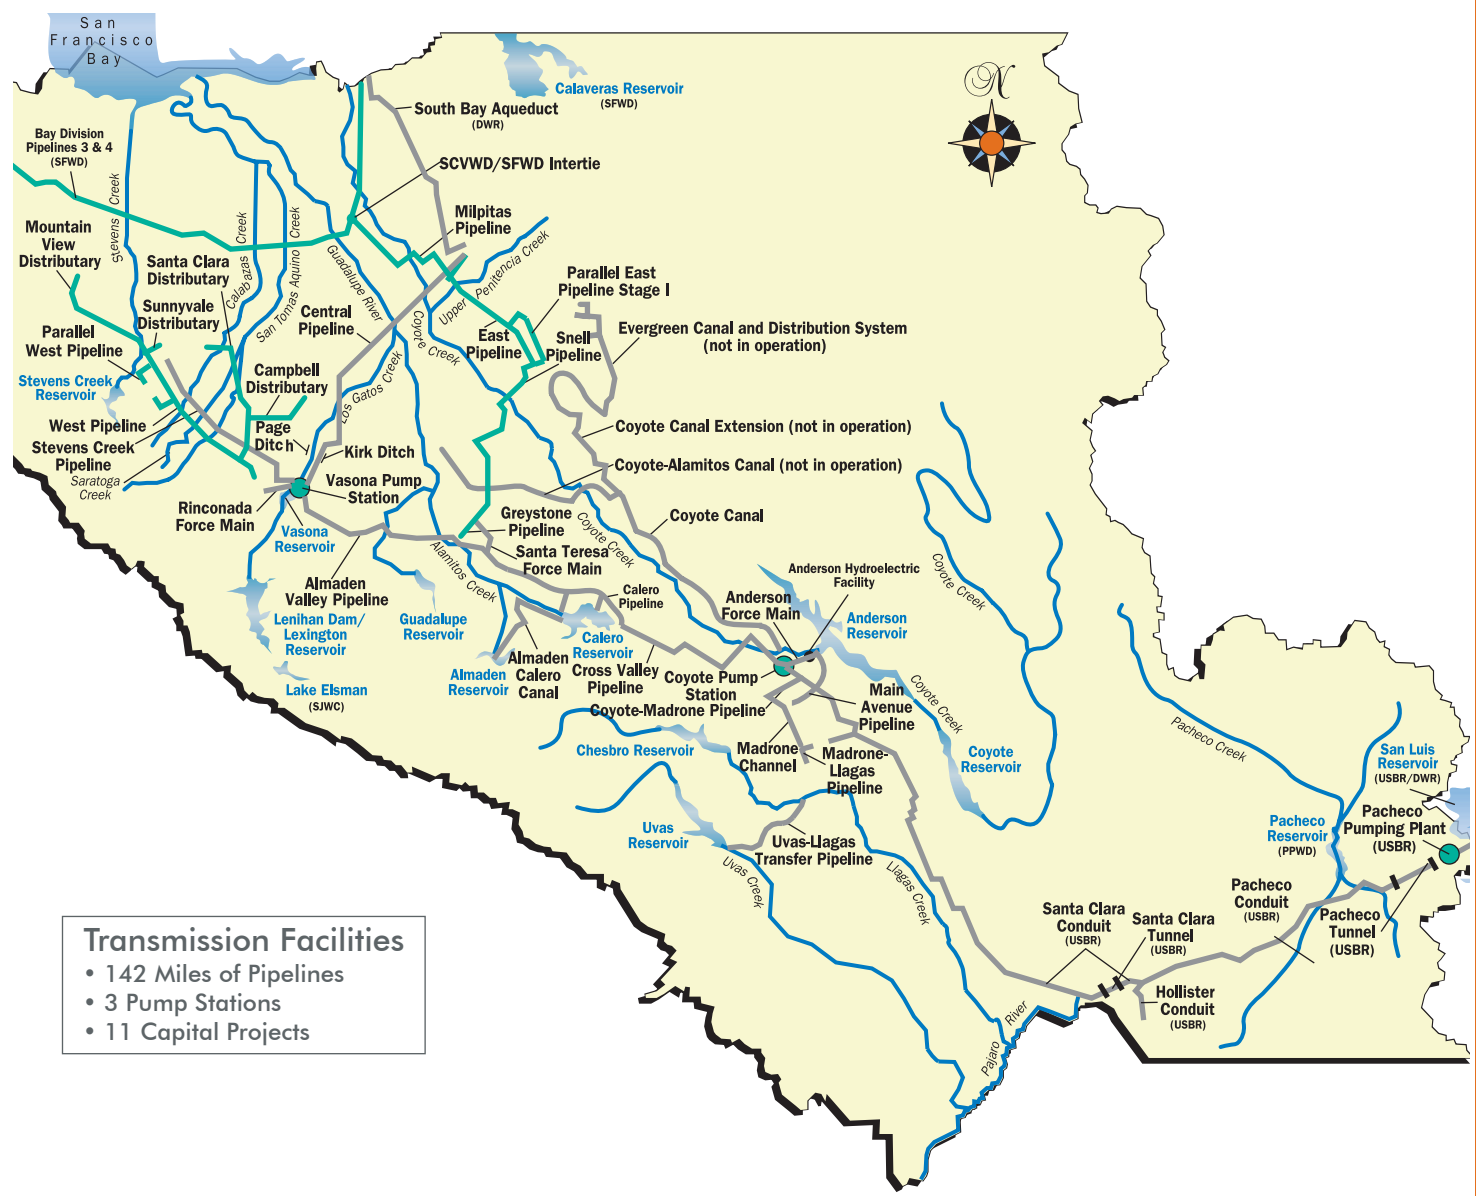 San
Francisco
Bay
N
Calaveras Reservoir
(SFWD)
South Bay Aqueduct
(DWR)
Bay Division
Pipelines 3 & 4
(SFWD)
SCVWD/SFWD Intertie
Stevens Creek
Calabazas Creek
San Tomas Aquino Creek
Guadalupe River
Milpitas
Pipeline
Upper Penitencia Creek
Mountain
View
Distributary
Santa Clara
Distributary
Sunnyvale
Distributary
Central
Pipeline
Coyote Creek
Parallel East
Pipeline Stage I
East
Pipeline
Snell
Pipeline
Evergreen Canal and Distribution System
(not in operation)
Parallel
West Pipeline
Stevens Creek
Reservoir
Campbell
Distributary
Los Gatos Creek
West Pipeline
Stevens Creek
Pipeline
Saratoga
Creek
Page
Ditch
Kirk Ditch
Coyote Canal Extension (not in operation)
Coyote-Alamitos Canal (not in operation)
Vasona Pump
Station
Rinconada
Force Main
Vasona
Reservoir
Greystone
Pipeline
Coyote Creek
Coyote Canal
Santa Teresa
Force Main
Alamitos Creek
Almaden
Valley Pipeline
Lenihan Dam/
Lexington
Reservoir
Guadalupe
Reservoir
Calero
Pipeline
Calero
Reservoir
Anderson Hydroelectric
Facility
Anderson
Force Main
Anderson
Reservoir
Coyote Creek
Lake Elsman
(SJWC)
Almaden
Reservoir
Almaden
Calero
Canal
Cross Valley
Pipeline
Coyote Pump
Station
Coyote-Madrone Pipeline
Main
Avenue
Pipeline
Coyote Creek
Coyote
Reservoir
Chesbro Reservoir
Madrone
Channel
Madrone-
Llagas
Pipeline
Pacheco Creek
San Luis
Reservoir
(USBR/DWR)
Pacheco
Pumping Plant
(USBR)
Pacheco
Reservoir
(PPWD)
Uvas
Reservoir
Uvas-Llagas
Transfer Pipeline
Uvas Creek
Llagas Creek
Pacheco
Conduit
(USBR)
Pacheco
Tunnel
(USBR)
Santa Clara
Conduit
(USBR)
Santa Clara
Tunnel
(USBR)
Hollister
Conduit
(USBR)
Pajaro River
Transmission Facilities
• 142 Miles of Pipelines
• 3 Pump Stations
• 11 Capital Projects